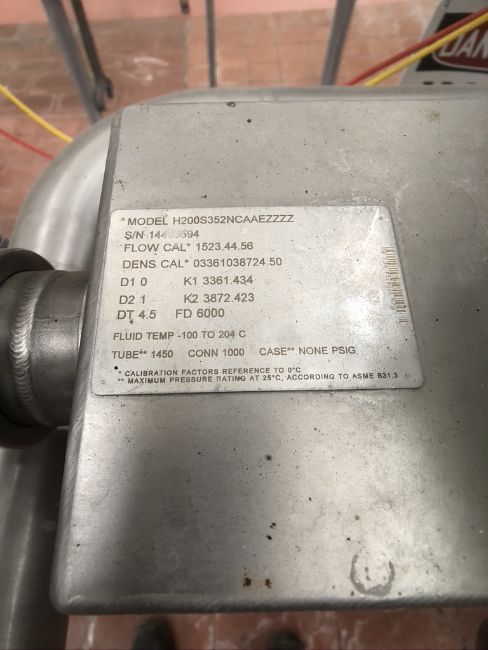 * MODEL H200S352NCAAEZZZZ
S/N
FLOW CAL* 1523.44.56
DENS CAL* 03361038724.50
D1 0 K1 3361.434
D2 1 K2 3872.423
DT 4.5 FD 6000
FLUID TEMP -100 TO 204 C
TUBE** 1450 CONN 1000 CASE** NONE PSIG
* CALIBRATION FACTORS REFERENCE TO 0°C
** MAXIMUM PRESSURE RATING AT 25°C, ACCORDING TO ASME B31.3